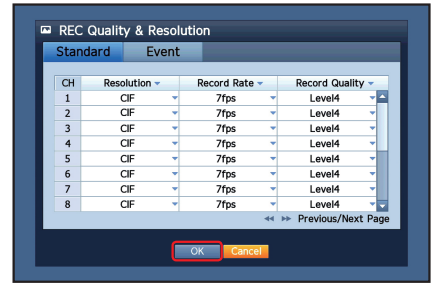 REC Quality & Resolution
Standard Event
CH Resolution Record Rate Record Quality
1 CIF 7fps Level4
2 CIF 7fps Level4
3 CIF 7fps Level4
4 CIF 7fps Level4
5 CIF 7fps Level4
6 CIF 7fps Level4
7 CIF 7fps Level4
8 CIF 7fps Level4
Previous/Next Page
OK Cancel